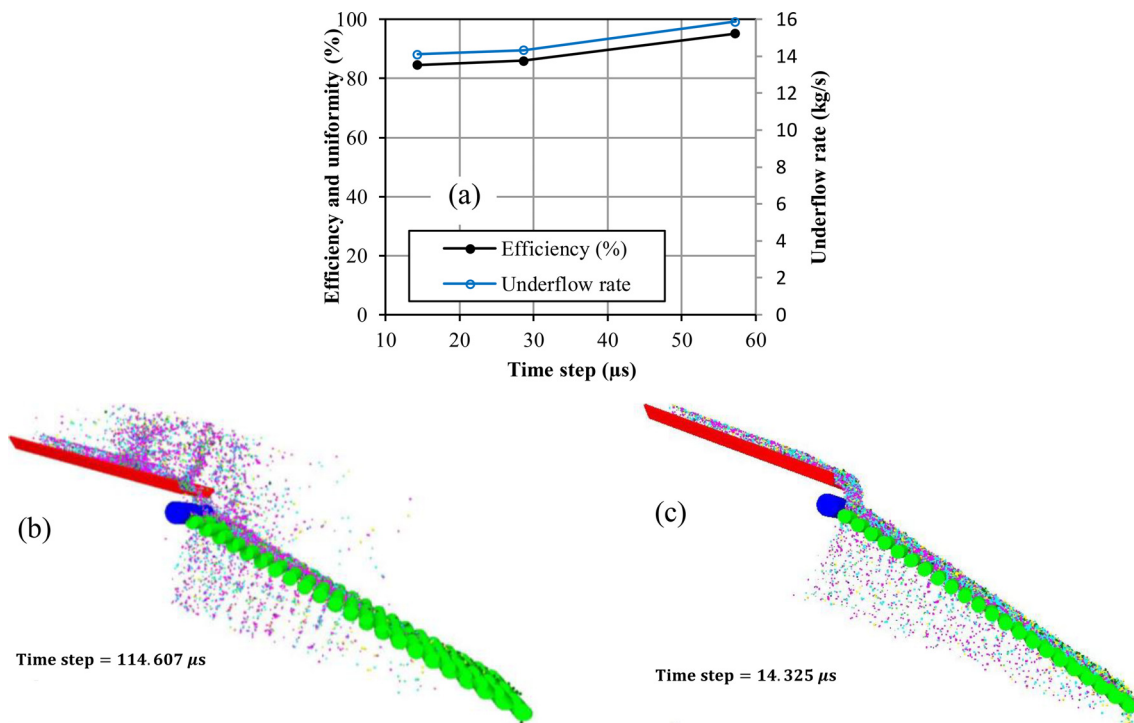 100
80
60
40
20
0
Efficiency and uniformity (%)
16
14
12
10
8
6
4
2
0
Underflow rate (kg/s)
(a)
Efficiency (%)
Underflow rate
10 20 30 40 50 60
Time step (μs)
(b)
Time step = 114.607 μs
(c)
Time step = 14.325 μs